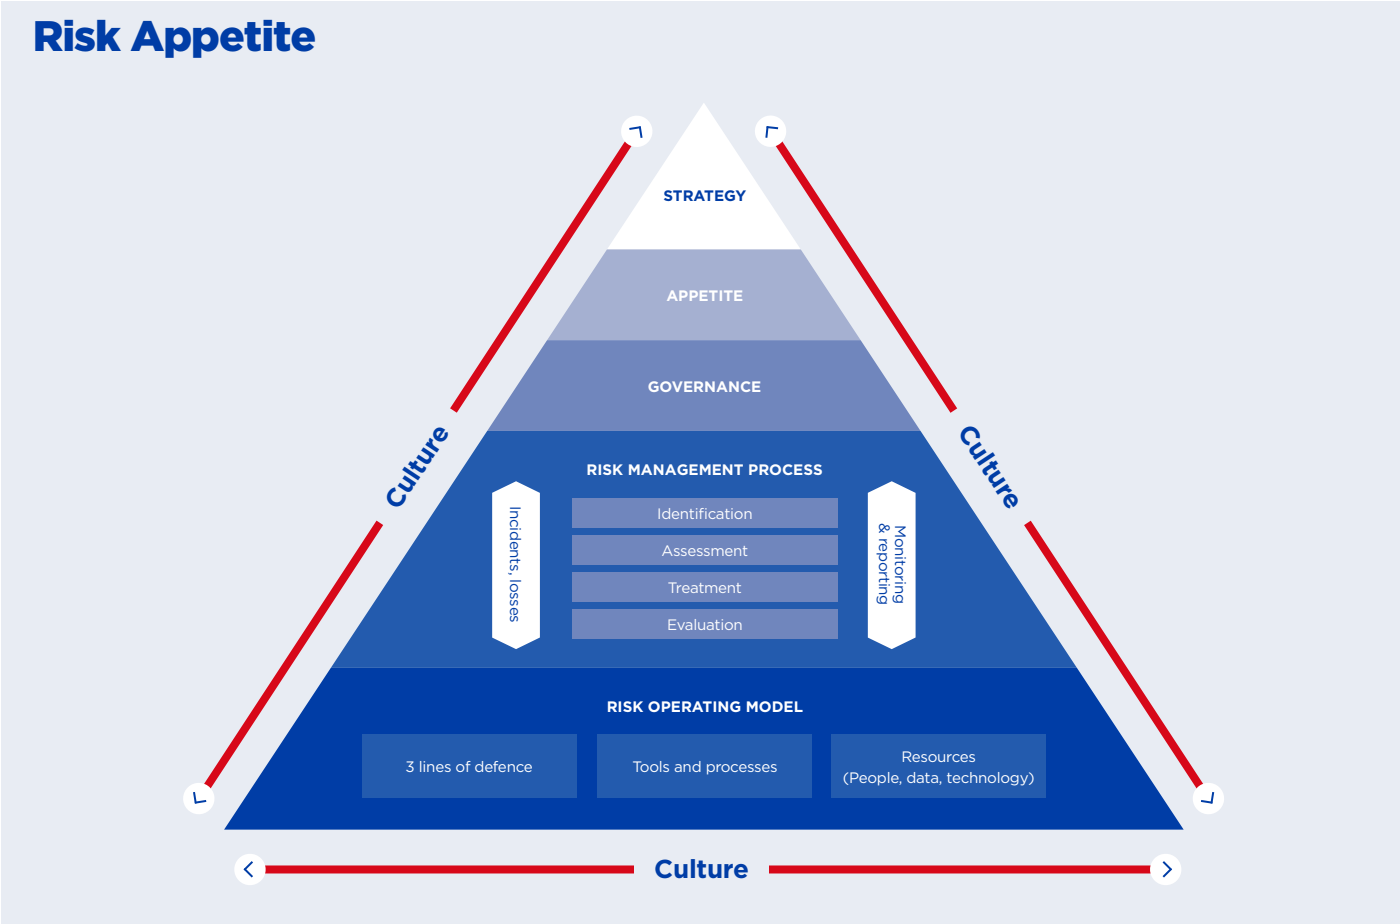 Risk Appetite
STRATEGY
APPETITE
GOVERNANCE
Culture
Culture
RISK MANAGEMENT PROCESS
Incidents, losses
Identification
Assessment
Treatment
Evaluation
Monitoring
& reporting
RISK OPERATING MODEL
3 lines of defence
Tools and processes
Resources
(People, data, technology)
Culture